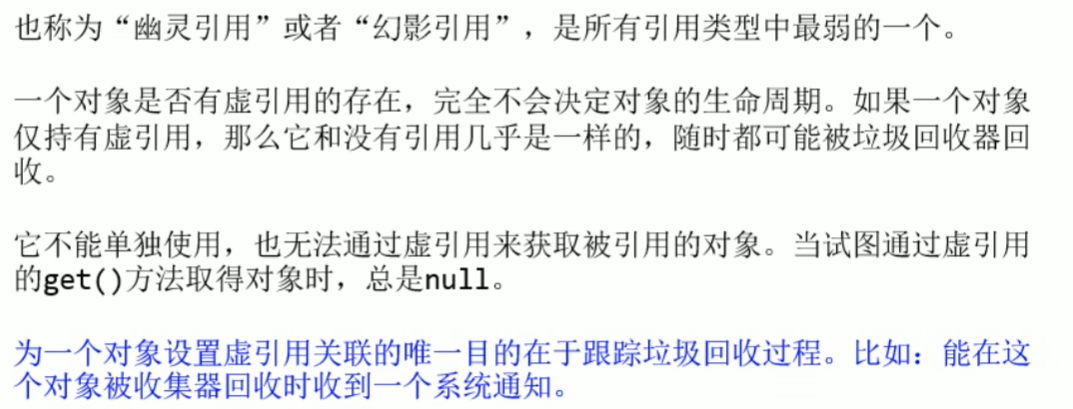 也称为“幽灵引用”或者“幻影引用”，是所有引用类型中最弱的一个。
一个对象是否有虚引用的存在，完全不会决定对象的生命周期。如果一个对象
仅持有虚引用，那么它和没有引用几乎是一样的，随时都可能被垃圾回收器回
收。
它不能单独使用，也无法通过虚引用来获取被引用的对象。当试图通过虚引用
的get()方法取得对象时，总是null。
为一个对象设置虚引用关联的唯一目的在于跟踪垃圾回收过程。比如：能在这
个对象被收集器回收时收到一个系统通知。